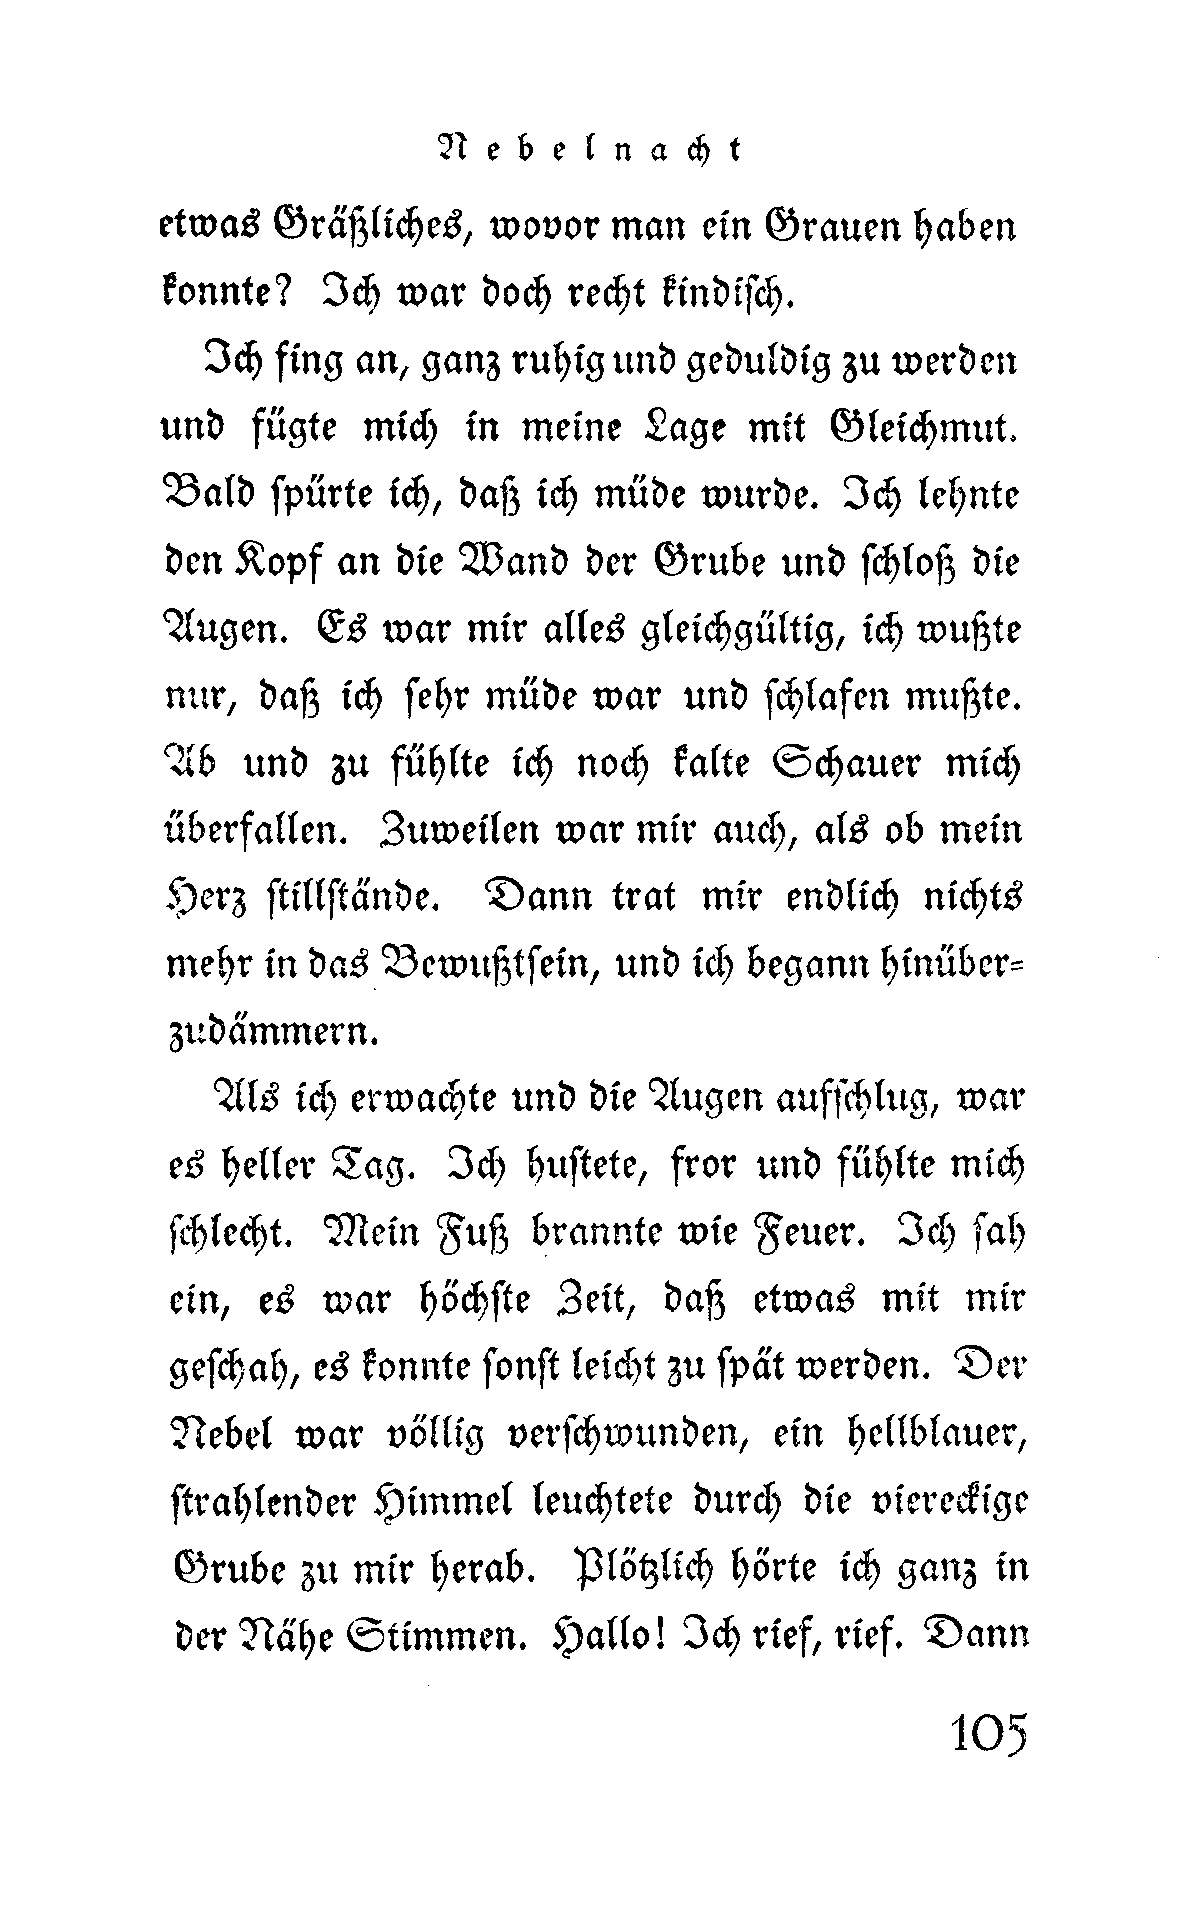 Nebelnacht
etwas Gräßliches, wovor man ein Grauen haben
konnte? Ich war doch recht kindisch.
Ich fing an, ganz ruhig und geduldig zu werden
und fügte mich in meine Lage mit Gleichmut.
Bald spürte ich, daß ich müde wurde. Ich lehnte
den Kopf an die Wand der Grube und schloß die
Augen. Es war mir alles gleichgültig, ich wußte
nur, daß ich sehr müde war und schlafen mußte.
Ab und zu fühlte ich noch kalte Schauer mich
überfallen. Zuweilen war mir auch, als ob mein
Herz stillstände. Dann trat mir endlich nichts
mehr in das Bewußtsein, und ich begann hinüber-
zudämmern.
Als ich erwachte und die Augen aufschlug, war
es heller Tag. Ich hustete, fror und fühlte mich
schlecht. Mein Fuß brannte wie Feuer. Ich sah
ein, es war höchste Zeit, daß etwas mit mir
geschah, es konnte sonst leicht zu spät werden. Der
Nebel war völlig verschwunden, ein hellblauer,
strahlender Himmel leuchtete durch die viereckige
Grube zu mir herab. Plötzlich hörte ich ganz in
der Nähe Stimmen. Hallo! Ich rief, rief. Dann
105